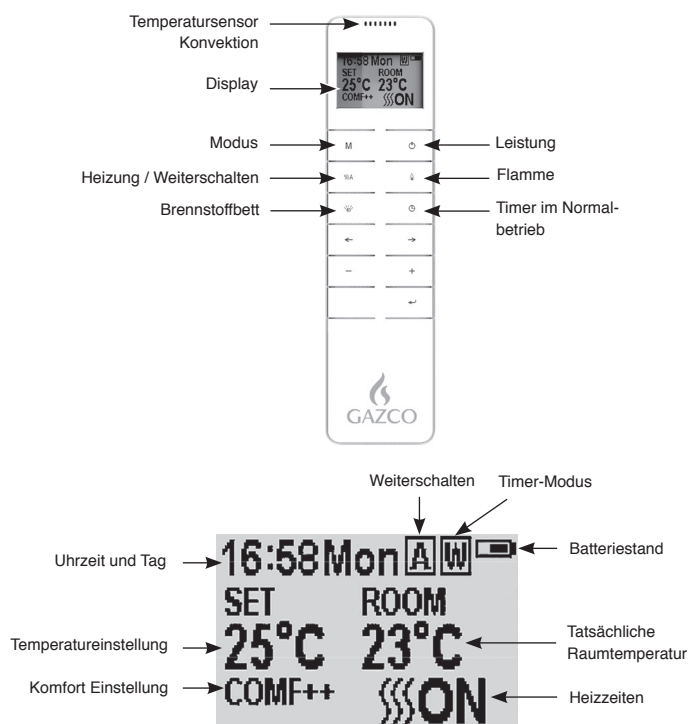 Temperatursensor
Konvektion
16:58 Mon W
SET ROOM
Display
25°C 23°C
COMF++ ON
Modus
M
Leistung
Heizung / Weiterschalten
Flamme
Brennstoffbett
Timer im Normal-
betrieb
GAZCO
Weiterschalten
Timer-Modus
Uhrzeit und Tag
16:58Mon A W
Batteriestand
SET ROOM
Temperatureinstellung
25°C 23°C
Tatsächliche
Raumtemperatur
Komfort Einstellung
COMF++ ON
Heizzeiten